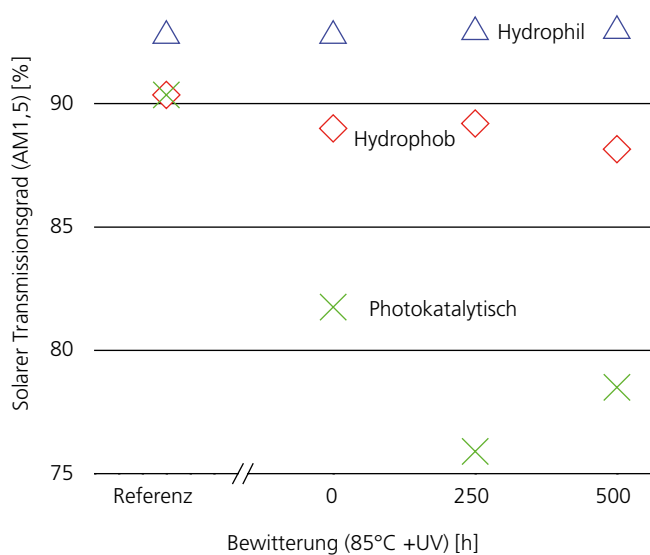 Solarer Transmissionsgrad (AM1,5) [%]
Hydrophil
90
Hydrophob
85
Photokatalytisch
80
75
Referenz 0 250 500
Bewitterung (85°C +UV) [h]